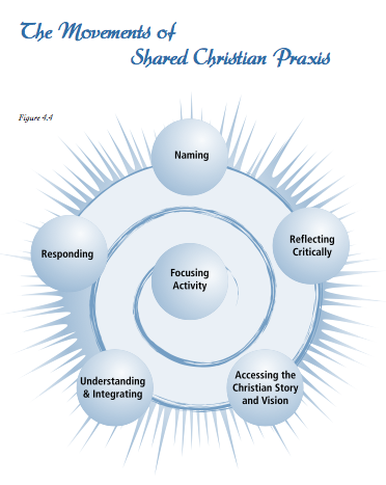 The Movements of
Shared Christian Praxis
Figure 4.4
Naming
Responding
Reflecting
Critically
Focusing
Activity
Understanding
& Integrating
Accessing the
Christian Story
and Vision